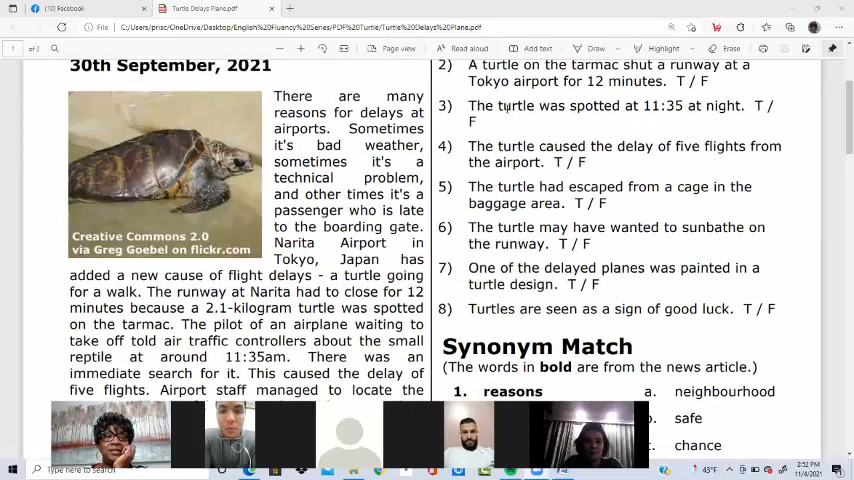 (10) Facebook
Turtle Delays Plane.pdf
File
C:/Users/prisc/OneDrive/Desktop/English%20Fluency%20Series/PDF%20Turtle/Turtle%20Delays%20Plane.pdf
1 of 2
Page view
Read aloud
Add text
Draw
Highlight
Erase
30th September, 2021
There are many
reasons for delays at
airports. Sometimes
it's bad weather,
sometimes it's a
technical problem,
and other times it's a
passenger who is late
to the boarding gate.
Narita Airport in
Tokyo, Japan has
Creative Commons 2.0
via Greg Goebel on flickr.com
added a new cause of flight delays - a turtle going
for a walk. The runway at Narita had to close for 12
minutes because a 2.1-kilogram turtle was spotted
on the tarmac. The pilot of an airplane waiting to
take off told air traffic controllers about the small
reptile at around 11:35am. There was an
immediate search for it. This caused the delay of
five flights. Airport staff managed to locate the
2) A turtle on the tarmac shut a runway at a
Tokyo airport for 12 minutes. T / F
3) The turtle was spotted at 11:35 at night. T /
F
4) The turtle caused the delay of five flights from
the airport. T / F
5) The turtle had escaped from a cage in the
baggage area. T / F
6) The turtle may have wanted to sunbathe on
the runway. T / F
7) One of the delayed planes was painted in a
turtle design. T / F
8) Turtles are seen as a sign of good luck. T / F
Synonym Match
(The words in bold are from the news article.)
1. reasons a. neighbourhood
b. safe
c. chance
Type here to search
43°F
2:52 PM
11/4/2021